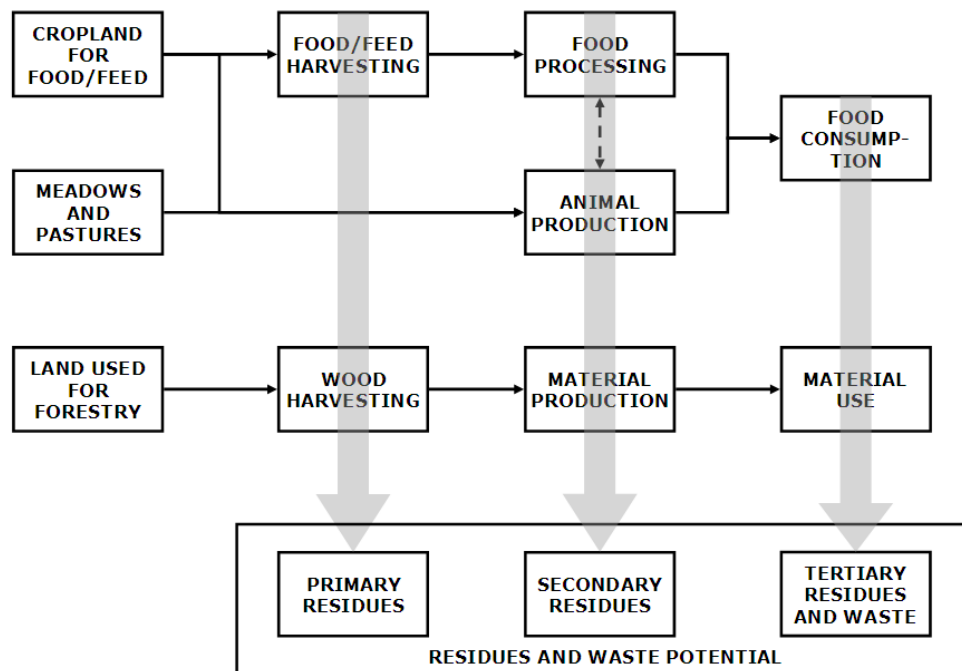 CROPLAND
FOR
FOOD/FEED
FOOD/FEED
HARVESTING
FOOD
PROCESSING
FOOD
CONSUMP-
TION
MEADOWS
AND
PASTURES
ANIMAL
PRODUCTION
LAND USED
FOR
FORESTRY
WOOD
HARVESTING
MATERIAL
PRODUCTION
MATERIAL
USE
PRIMARY
RESIDUES
SECONDARY
RESIDUES
TERTIARY
RESIDUES
AND WASTE
RESIDUES AND WASTE POTENTIAL